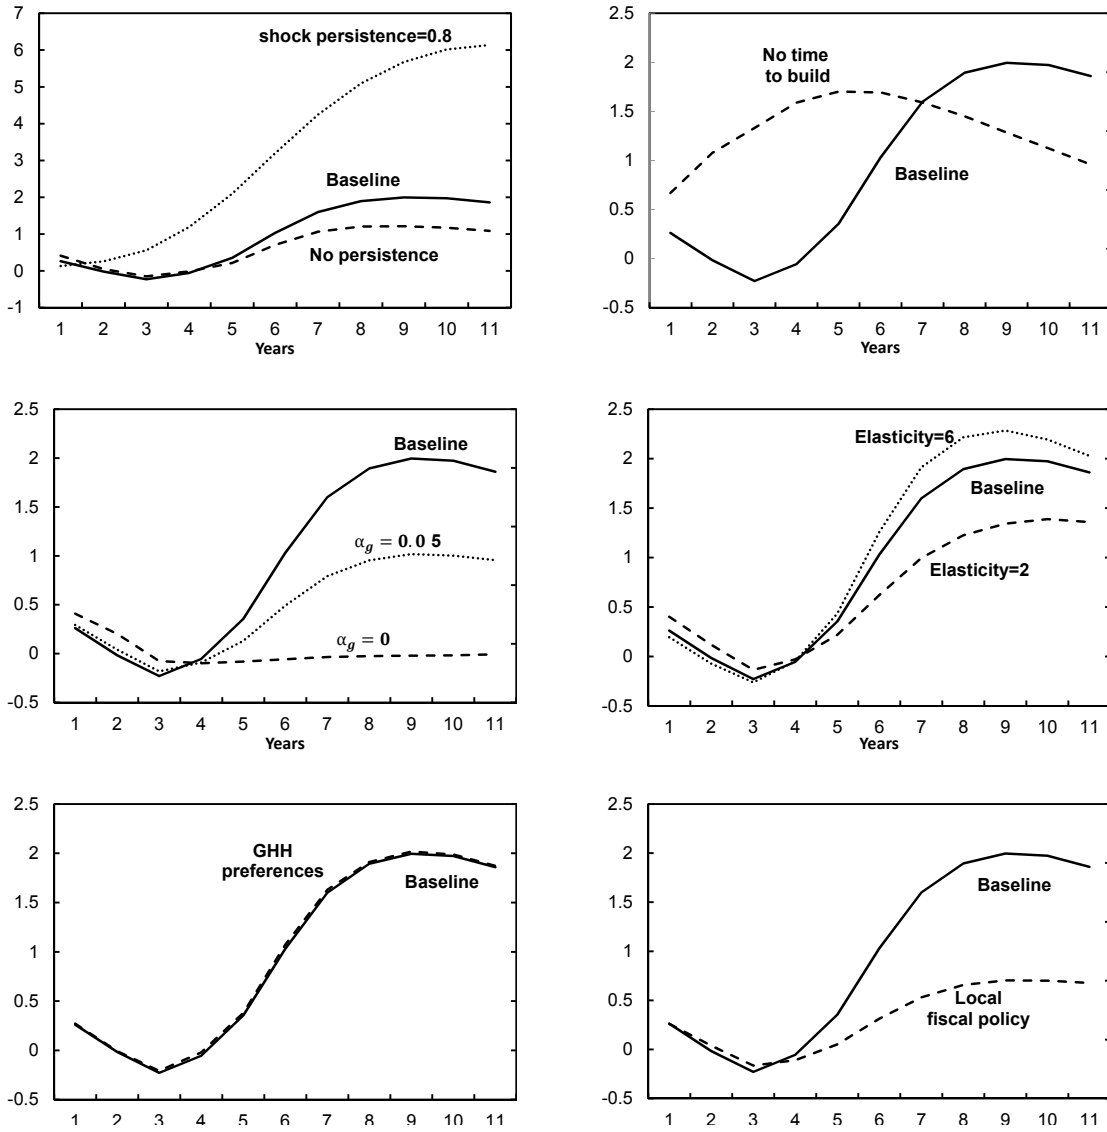 7
6
5
4
3
2
1
0
-1
shock persistence=0.8
Baseline
No persistence
1 2 3 4 5 6 7 8 9 10 11
Years
2.5
2
1.5
1
0.5
0
-0.5
No time
to build
Baseline
1 2 3 4 5 6 7 8 9 10 11
Years
2.5
2
1.5
1
0.5
0
-0.5
Baseline
α_g = 0.0 5
α_g = 0
1 2 3 4 5 6 7 8 9 10 11
Years
2.5
2
1.5
1
0.5
0
-0.5
Elasticity=6
Baseline
Elasticity=2
1 2 3 4 5 6 7 8 9 10 11
Years
2.5
2
1.5
1
0.5
0
-0.5
GHH
preferences
Baseline
1 2 3 4 5 6 7 8 9 10 11
2.5
2
1.5
1
0.5
0
-0.5
Baseline
Local
fiscal policy
1 2 3 4 5 6 7 8 9 10 11